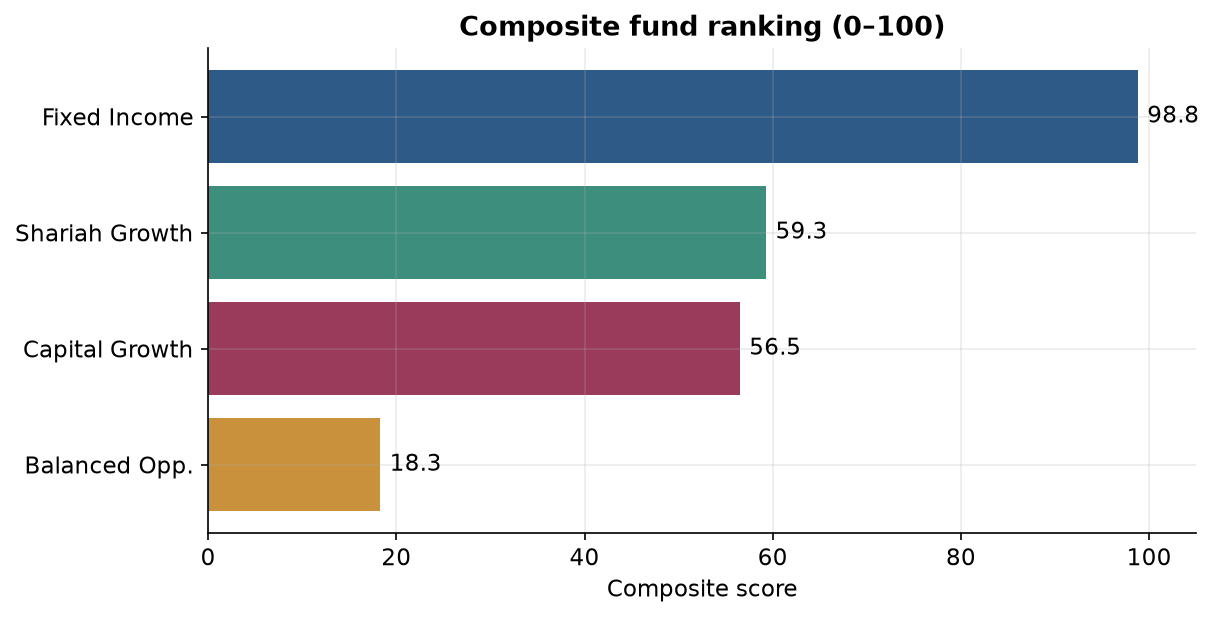 Composite fund ranking (0–100)
Fixed Income 98.8
Shariah Growth 59.3
Capital Growth 56.5
Balanced Opp. 18.3
0 20 40 60 80 100
Composite score